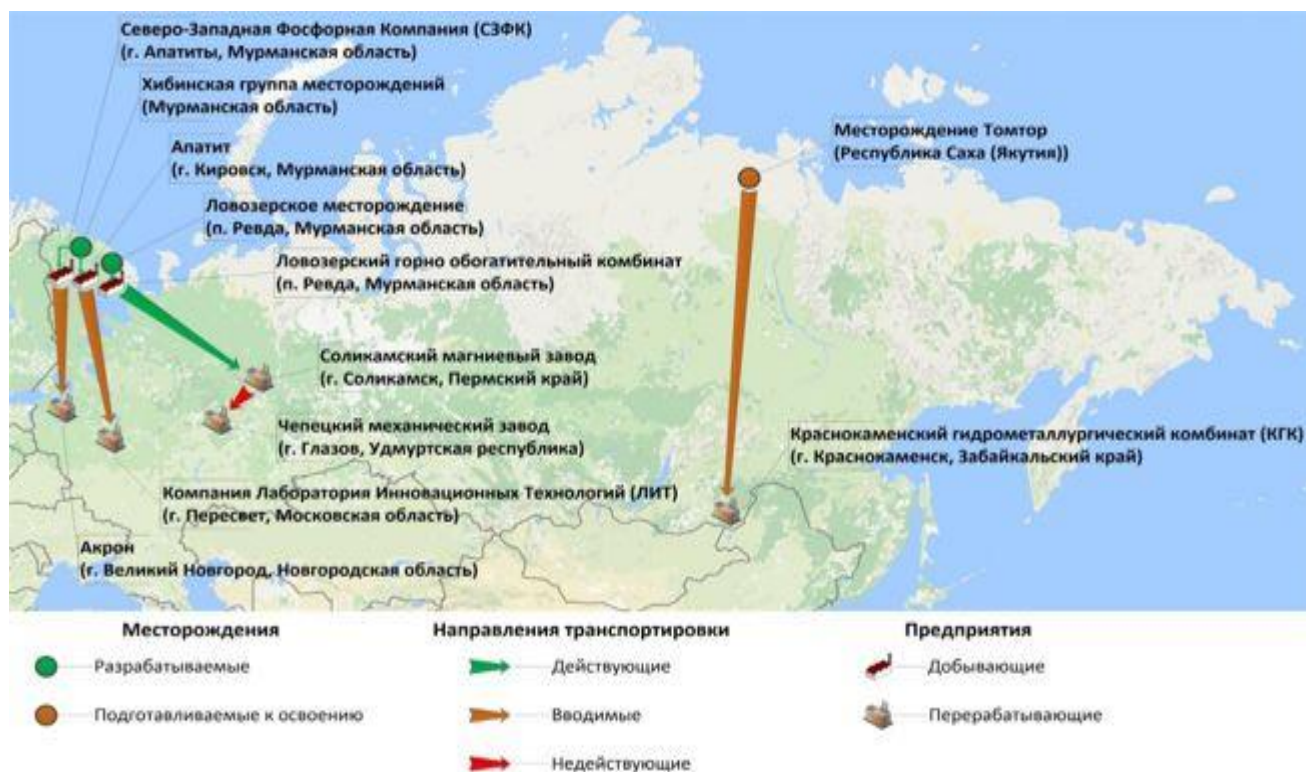 Северо-Западная Фосфорная Компания (СЗФК)
(г. Апатиты, Мурманская область)
Хибинская группа месторождений
(Мурманская область)
Апатит
(г. Кировск, Мурманская область)
Ловозерское месторождение
(п. Ревда, Мурманская область)
Ловозерский горно обогатительный комбинат
(п. Ревда, Мурманская область)
Месторождение Томтор
(Республика Саха (Якутия))
Соликамский магниевый завод
(г. Соликамск, Пермский край)
Чепецкий механический завод
(г. Глазов, Удмуртская республика)
Краснокаменский гидрометаллургический комбинат (КГК)
(г. Краснокаменск, Забайкальский край)
Компания Лаборатория Инновационных Технологий (ЛИТ)
(г. Пересвет, Московская область)
Акрон
(г. Великий Новгород, Новгородская область)
Месторождения
Разрабатываемые
Подготавливаемые к освоению
Направления транспортировки
Действующие
Вводимые
Недействующие
Предприятия
Добывающие
Перерабатывающие